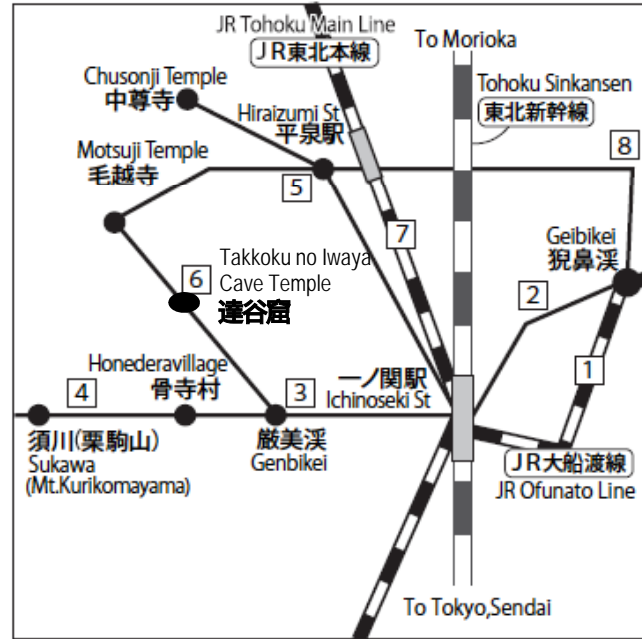 JR Tohoku Main Line
JR東北本線
To Morioka
Chusonji Temple
中尊寺
Hiraizumi St
平泉駅
Tohoku Sinkansen
東北新幹線
Motsuji Temple
毛越寺
5
8
7
Geibikei
猊鼻渓
6
Takkoku no Iwaya
Cave Temple
達谷窟
2
1
Honederavillage
骨寺村
一ノ関駅
Ichinoseki St
4
3
須川(栗駒山)
Sukawa
(Mt.Kurikomayama)
厳美渓
Genbikei
JR大船渡線
JR Ofunato Line
To Tokyo,Sendai